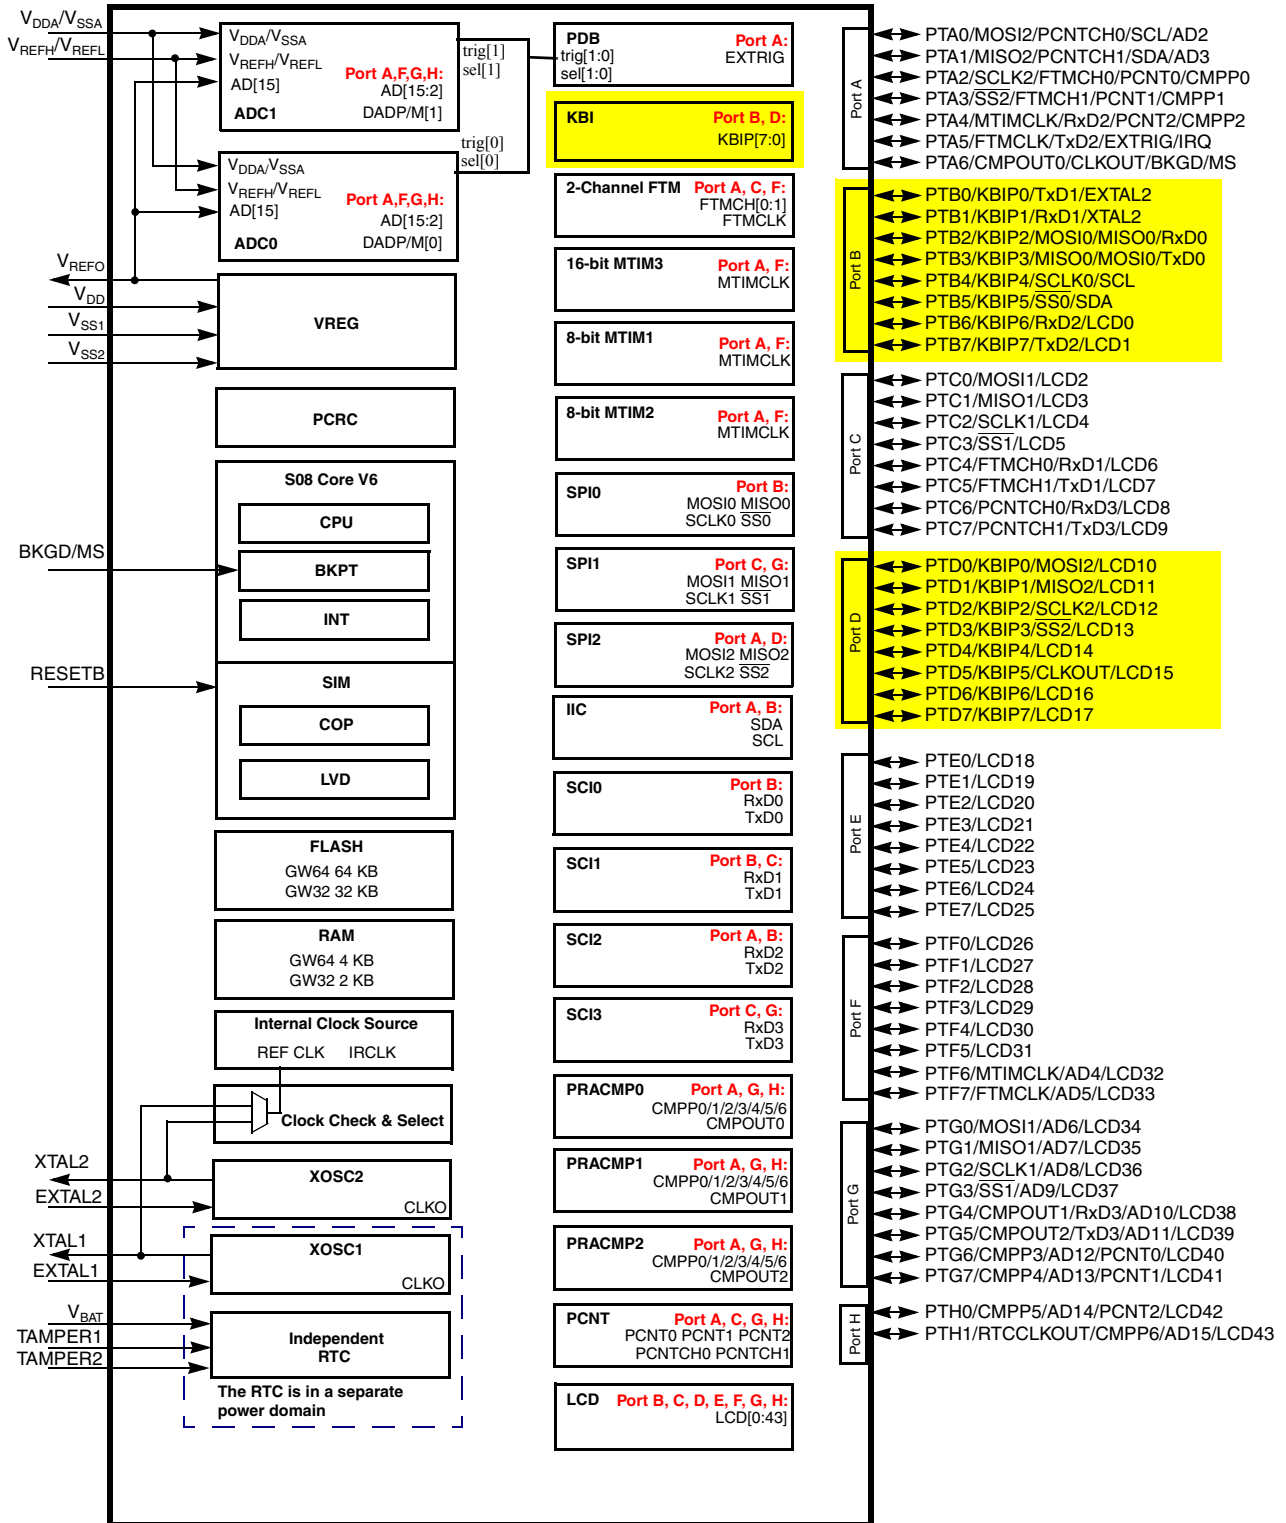 V_DDA/V_SSA
V_REFH/V_REFL
V_REFO
V_DD
V_SS1
V_SS2
BKGD/MS
RESETB
XTAL2
EXTAL2
XTAL1
EXTAL1
V_BAT
TAMPER1
TAMPER2
V_DDA/V_SSA
V_REFH/V_REFL
Port A,F,G,H:
AD[15]
AD[15:2]
ADC1
DADP/M[1]
trig[1]
sel[1]
V_DDA/V_SSA
V_REFH/V_REFL
Port A,F,G,H:
AD[15]
AD[15:2]
ADC0
DADP/M[0]
trig[0]
sel[0]
VREG
PCRC
S08 Core V6
CPU
BKPT
INT
SIM
COP
LVD
FLASH
GW64 64 KB
GW32 32 KB
RAM
GW64 4 KB
GW32 2 KB
Internal Clock Source
REF CLK IRCLK
Clock Check & Select
XOSC2
CLKO
XOSC1
CLKO
Independent
RTC
The RTC is in a separate
power domain
PDB Port A:
trig[1:0] EXTRIG
sel[1:0]
KBI Port B, D:
KBIP[7:0]
2-Channel FTM Port A, C, F:
FTMCH[0:1]
FTMCLK
16-bit MTIM3 Port A, F:
MTIMCLK
8-bit MTIM1 Port A, F:
MTIMCLK
8-bit MTIM2 Port A, F:
MTIMCLK
SPI0 Port B:
MOSI0 MISO0
SCLK0 SS0
SPI1 Port C, G:
MOSI1 MISO1
SCLK1 SS1
SPI2 Port A, D:
MOSI2 MISO2
SCLK2 SS2
IIC Port A, B:
SDA
SCL
SCI0 Port B:
RxD0
TxD0
SCI1 Port B, C:
RxD1
TxD1
SCI2 Port A, B:
RxD2
TxD2
SCI3 Port C, G:
RxD3
TxD3
PRACMP0 Port A, G, H:
CMPP0/1/2/3/4/5/6
CMPOUT0
PRACMP1 Port A, G, H:
CMPP0/1/2/3/4/5/6
CMPOUT1
PRACMP2 Port A, G, H:
CMPP0/1/2/3/4/5/6
CMPOUT2
PCNT Port A, C, G, H:
PCNT0 PCNT1 PCNT2
PCNTCH0 PCNTCH1
LCD Port B, C, D, E, F, G, H:
LCD[0:43]
Port A
PTA0/MOSI2/PCNTCH0/SCL/AD2
PTA1/MISO2/PCNTCH1/SDA/AD3
PTA2/SCLK2/FTMCH0/PCNT0/CMPP0
PTA3/SS2/FTMCH1/PCNT1/CMPP1
PTA4/MTIMCLK/RxD2/PCNT2/CMPP2
PTA5/FTMCLK/TxD2/EXTRIG/IRQ
PTA6/CMPOUT0/CLKOUT/BKGD/MS
Port B
PTB0/KBIP0/TxD1/EXTAL2
PTB1/KBIP1/RxD1/XTAL2
PTB2/KBIP2/MOSI0/MISO0/RxD0
PTB3/KBIP3/MISO0/MOSI0/TxD0
PTB4/KBIP4/SCLK0/SCL
PTB5/KBIP5/SS0/SDA
PTB6/KBIP6/RxD2/LCD0
PTB7/KBIP7/TxD2/LCD1
Port C
PTC0/MOSI1/LCD2
PTC1/MISO1/LCD3
PTC2/SCLK1/LCD4
PTC3/SS1/LCD5
PTC4/FTMCH0/RxD1/LCD6
PTC5/FTMCH1/TxD1/LCD7
PTC6/PCNTCH0/RxD3/LCD8
PTC7/PCNTCH1/TxD3/LCD9
Port D
PTD0/KBIP0/MOSI2/LCD10
PTD1/KBIP1/MISO2/LCD11
PTD2/KBIP2/SCLK2/LCD12
PTD3/KBIP3/SS2/LCD13
PTD4/KBIP4/LCD14
PTD5/KBIP5/CLKOUT/LCD15
PTD6/KBIP6/LCD16
PTD7/KBIP7/LCD17
Port E
PTE0/LCD18
PTE1/LCD19
PTE2/LCD20
PTE3/LCD21
PTE4/LCD22
PTE5/LCD23
PTE6/LCD24
PTE7/LCD25
Port F
PTF0/LCD26
PTF1/LCD27
PTF2/LCD28
PTF3/LCD29
PTF4/LCD30
PTF5/LCD31
PTF6/MTIMCLK/AD4/LCD32
PTF7/FTMCLK/AD5/LCD33
Port G
PTG0/MOSI1/AD6/LCD34
PTG1/MISO1/AD7/LCD35
PTG2/SCLK1/AD8/LCD36
PTG3/SS1/AD9/LCD37
PTG4/CMPOUT1/RxD3/AD10/LCD38
PTG5/CMPOUT2/TxD3/AD11/LCD39
PTG6/CMPP3/AD12/PCNT0/LCD40
PTG7/CMPP4/AD13/PCNT1/LCD41
Port H
PTH0/CMPP5/AD14/PCNT2/LCD42
PTH1/RTCCLKOUT/CMPP6/AD15/LCD43